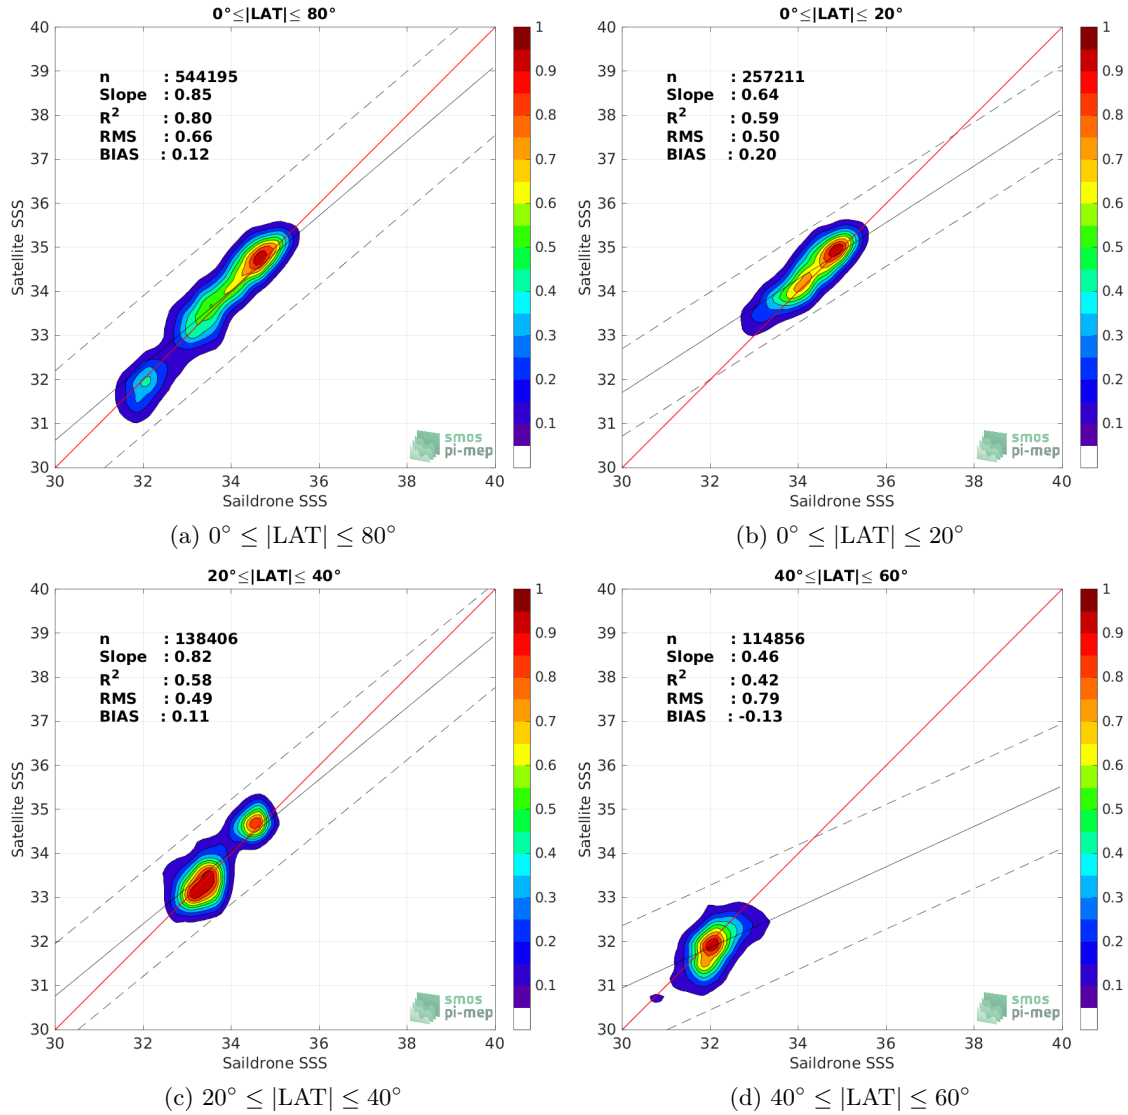 0°≤|LAT|≤ 80°
n : 544195
Slope : 0.85
R² : 0.80
RMS : 0.66
BIAS : 0.12
40
39
38
37
36
35
34
33
32
31
30
Satellite SSS
30 32 34 36 38 40
Saildrone SSS
1
0.9
0.8
0.7
0.6
0.5
0.4
0.3
0.2
0.1
smos
pi-mep
(a) 0° ≤ |LAT| ≤ 80°
0°≤|LAT|≤ 20°
n : 257211
Slope : 0.64
R² : 0.59
RMS : 0.50
BIAS : 0.20
40
39
38
37
36
35
34
33
32
31
30
Satellite SSS
30 32 34 36 38 40
Saildrone SSS
1
0.9
0.8
0.7
0.6
0.5
0.4
0.3
0.2
0.1
smos
pi-mep
(b) 0° ≤ |LAT| ≤ 20°
20°≤|LAT|≤ 40°
n : 138406
Slope : 0.82
R² : 0.58
RMS : 0.49
BIAS : 0.11
40
39
38
37
36
35
34
33
32
31
30
Satellite SSS
30 32 34 36 38 40
Saildrone SSS
1
0.9
0.8
0.7
0.6
0.5
0.4
0.3
0.2
0.1
smos
pi-mep
(c) 20° ≤ |LAT| ≤ 40°
40°≤|LAT|≤ 60°
n : 114856
Slope : 0.46
R² : 0.42
RMS : 0.79
BIAS : -0.13
40
39
38
37
36
35
34
33
32
31
30
Satellite SSS
30 32 34 36 38 40
Saildrone SSS
1
0.9
0.8
0.7
0.6
0.5
0.4
0.3
0.2
0.1
smos
pi-mep
(d) 40° ≤ |LAT| ≤ 60°